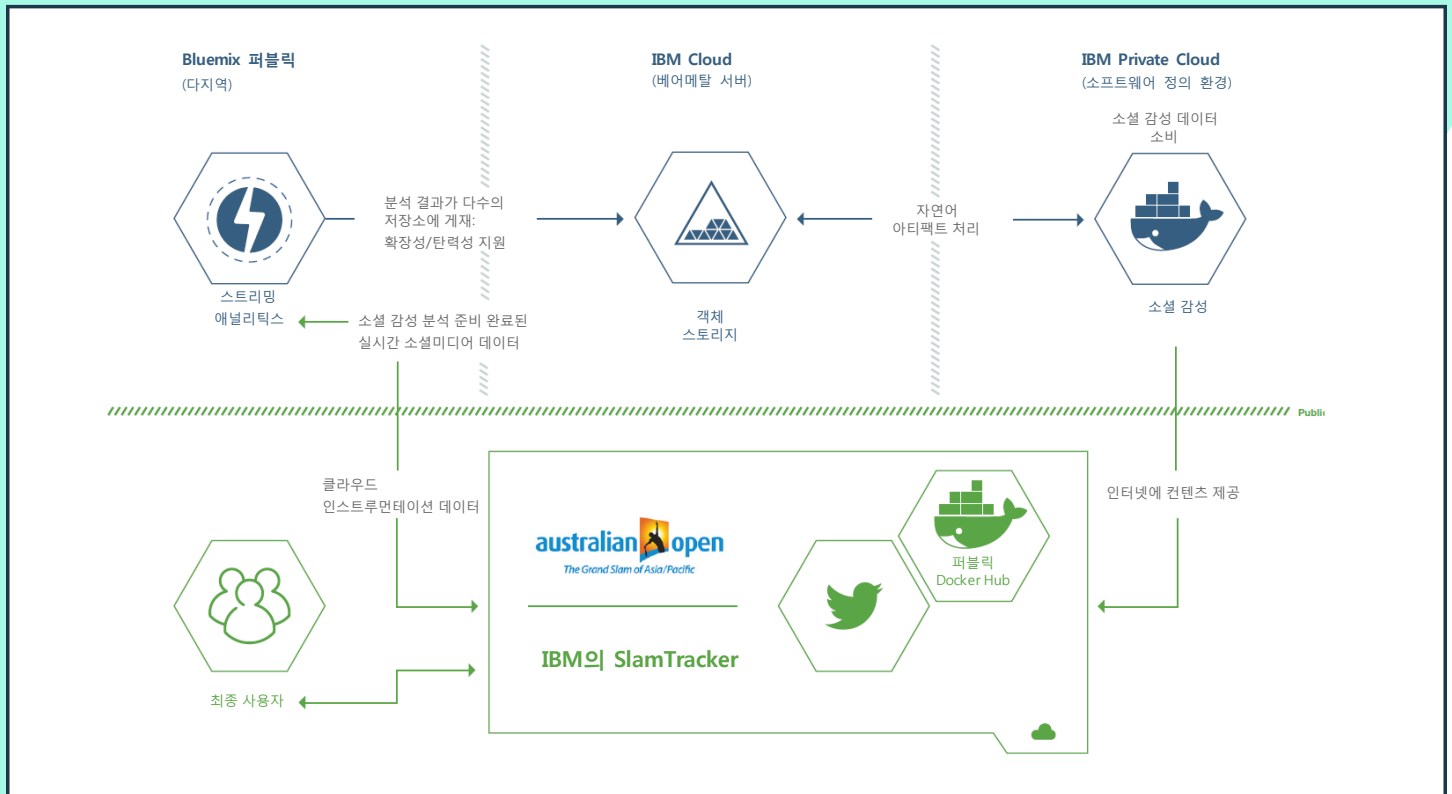 Bluemix 퍼블릭
(다지역)
IBM Cloud
(베어메탈 서버)
IBM Private Cloud
(소프트웨어 정의 환경)
소셜 감성 데이터
소비
분석 결과가 다수의
저장소에 게재:
확장성/탄력성 지원
자연어
아티팩트 처리
스트리밍
애널리틱스
소셜 감성 분석 준비 완료된
실시간 소셜미디어 데이터
객체
스토리지
소셜 감성
클라우드
인스트루먼테이션 데이터
australian open
The Grand Slam of Asia/Pacific
IBM의 SlamTracker
퍼블릭
Docker Hub
인터넷에 컨텐츠 제공
최종 사용자